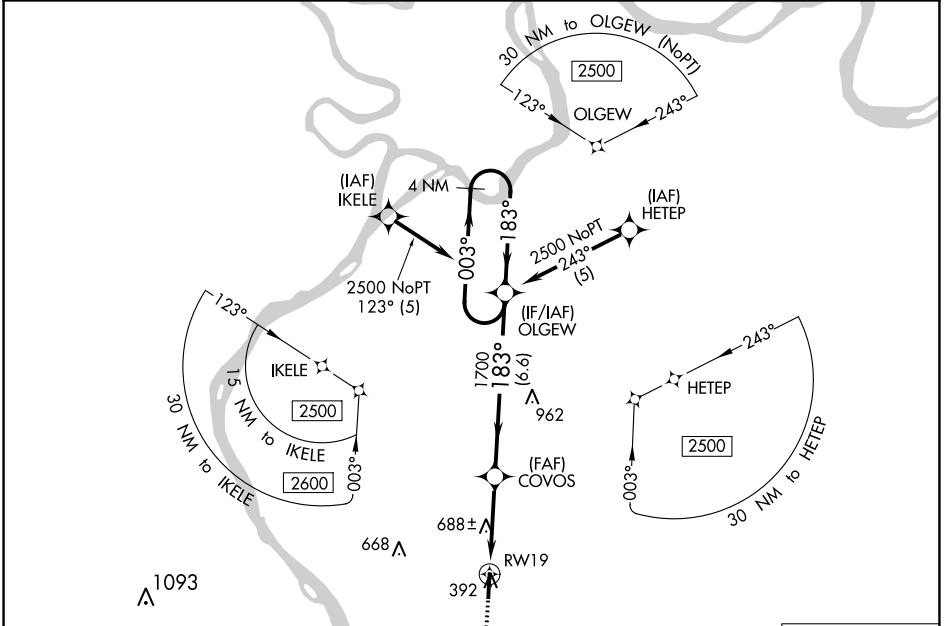 30 NM to OLGEW (NoPT)
2500
123°
243°
OLGEW
(IAF)
IKELE
4 NM
183°
003°
2500 NoPT
123° (5)
(IAF)
HETEP
2500 NoPT
243°
(5)
(IF/IAF)
OLGEW
1700
183°
(6.6)
962
123°
IKELE
15 NM to IKELE
2500
2600
003°
30 NM to IKELE
243°
HETEP
2500
003°
30 NM to HETEP
(FAF)
COVOS
688±
668
RW19
392
1093